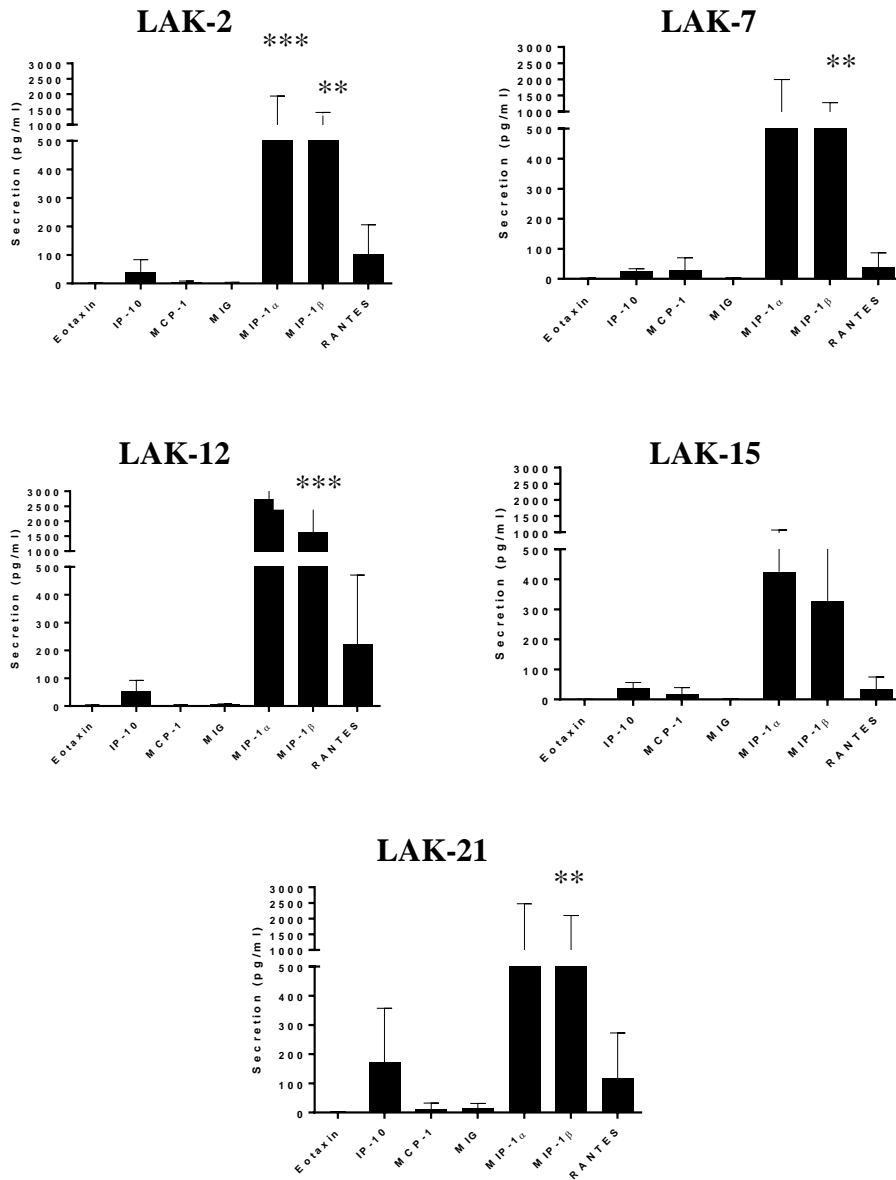 LAK-2
***
**
Secretion (pg/ml)
3000
2500
2000
1500
1000
500
400
300
200
100
0
Eotaxin
IP-10
MCP-1
MIG
MIP-1α
MIP-1β
RANTES
LAK-7
**
Secretion (pg/ml)
3000
2500
2000
1500
1000
500
400
300
200
100
0
Eotaxin
IP-10
MCP-1
MIG
MIP-1α
MIP-1β
RANTES
LAK-12
***
Secretion (pg/ml)
3000
2500
2000
1500
1000
500
400
300
200
100
0
Eotaxin
IP-10
MCP-1
MIG
MIP-1α
MIP-1β
RANTES
LAK-15
Secretion (pg/ml)
3000
2500
2000
1500
1000
500
400
300
200
100
0
Eotaxin
IP-10
MCP-1
MIG
MIP-1α
MIP-1β
RANTES
LAK-21
**
Secretion (pg/ml)
3000
2500
2000
1500
1000
500
400
300
200
100
0
Eotaxin
IP-10
MCP-1
MIG
MIP-1α
MIP-1β
RANTES